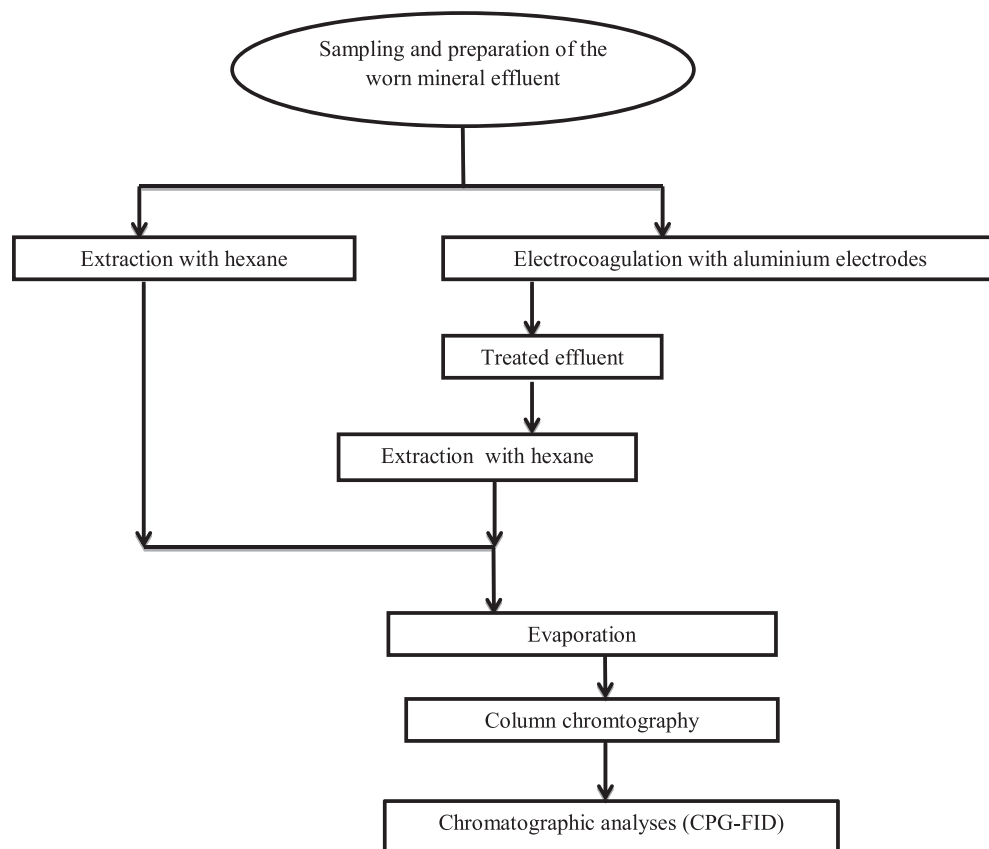 Sampling and preparation of the
worn mineral effluent
Extraction with hexane
Electrocoagulation with aluminium electrodes
Treated effluent
Extraction with hexane
Evaporation
Column chromtography
Chromatographic analyses (CPG-FID)